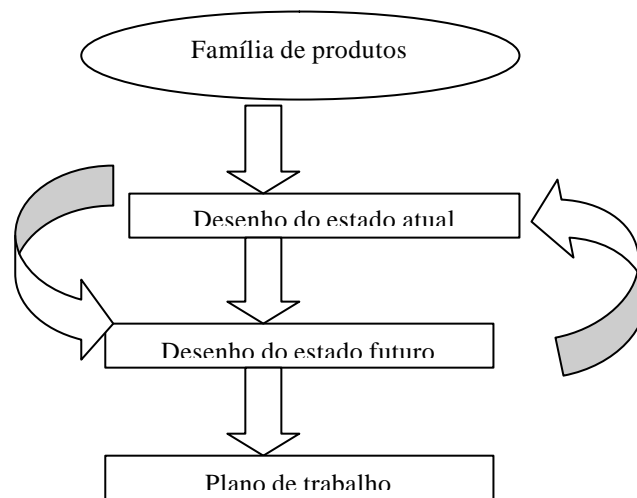 Família de produtos
Desenho do estado atual
Desenho do estado futuro
Plano de trabalho